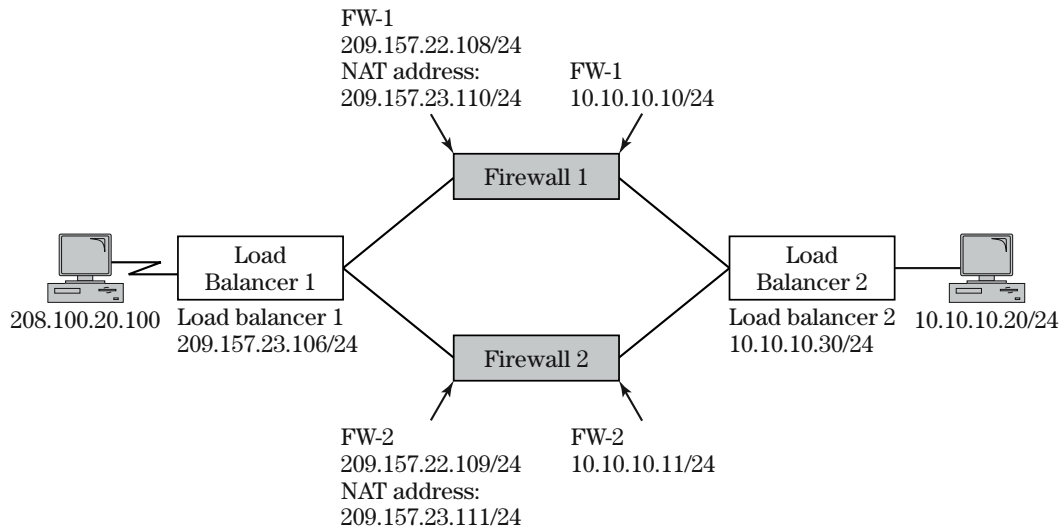 FW-1
209.157.22.108/24
NAT address:
209.157.23.110/24
FW-1
10.10.10.10/24
Firewall 1
Load
Balancer 1
Load
Balancer 2
208.100.20.100
Load balancer 1
209.157.23.106/24
Load balancer 2
10.10.10.30/24
10.10.10.20/24
Firewall 2
FW-2
209.157.22.109/24
NAT address:
209.157.23.111/24
FW-2
10.10.10.11/24